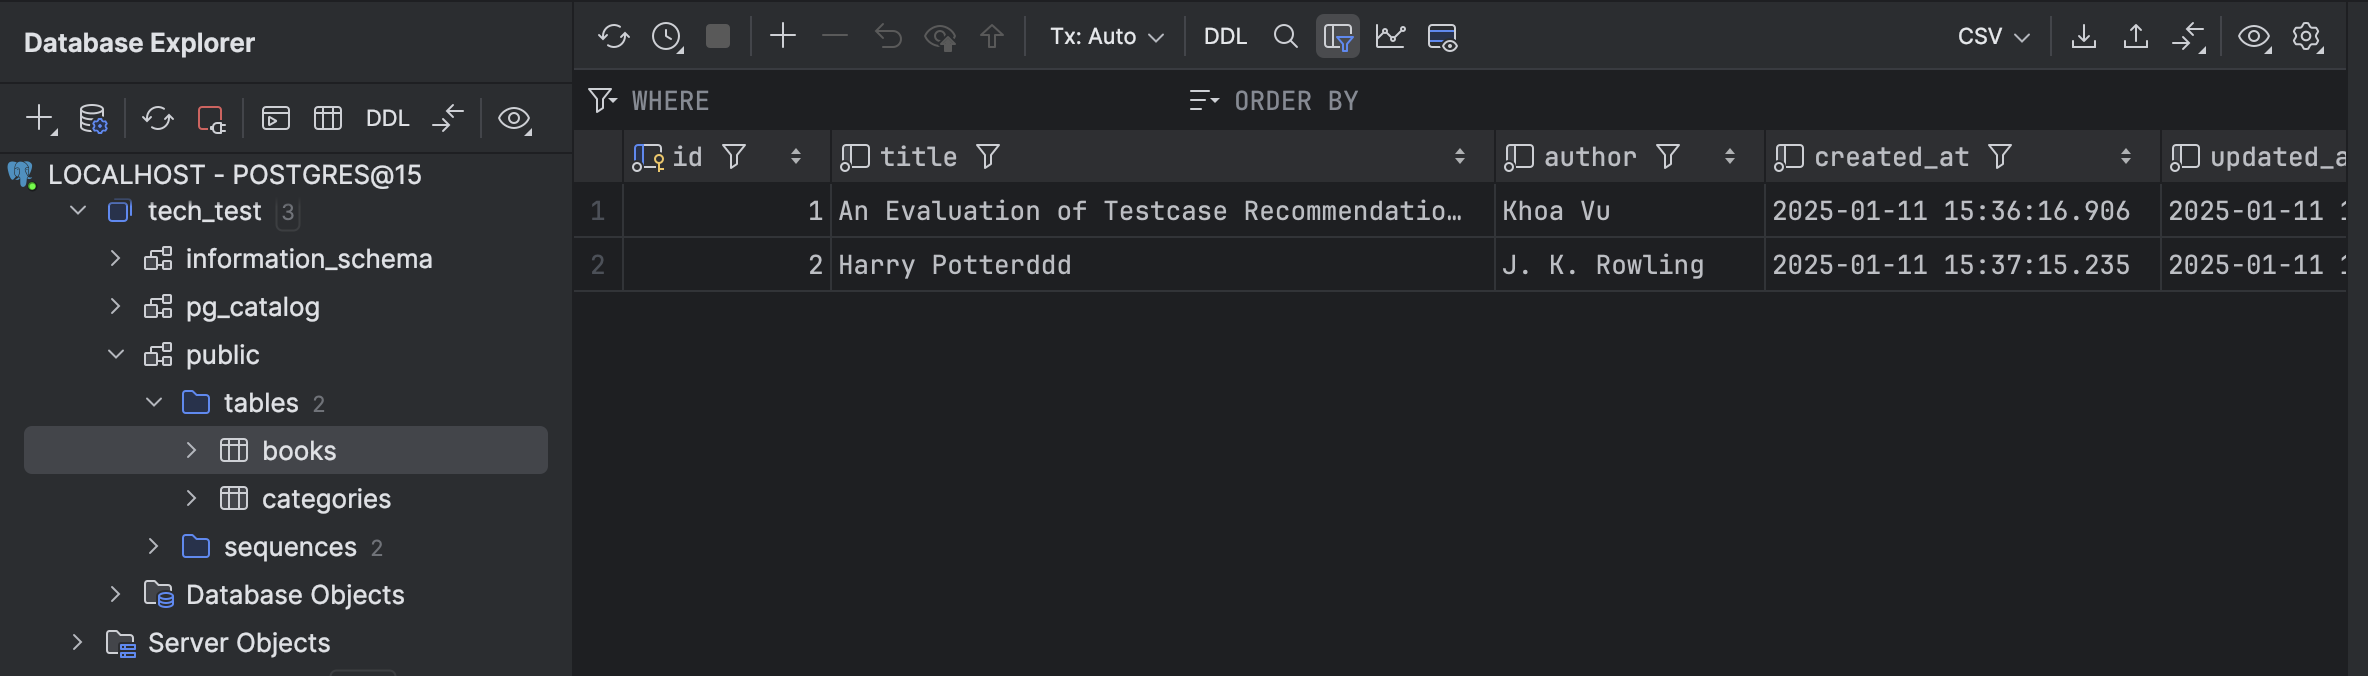 Database Explorer
DDL
LOCALHOST - POSTGRES@15
tech_test 3
information_schema
pg_catalog
public
tables 2
books
categories
sequences 2
Database Objects
Server Objects
Tx: Auto DDL CSV
WHERE ORDER BY
id title author created_at updated_a
1 1 An Evaluation of Testcase Recommendatio… Khoa Vu 2025-01-11 15:36:16.906 2025-01-11 1
2 2 Harry Potterddd J. K. Rowling 2025-01-11 15:37:15.235 2025-01-11 1